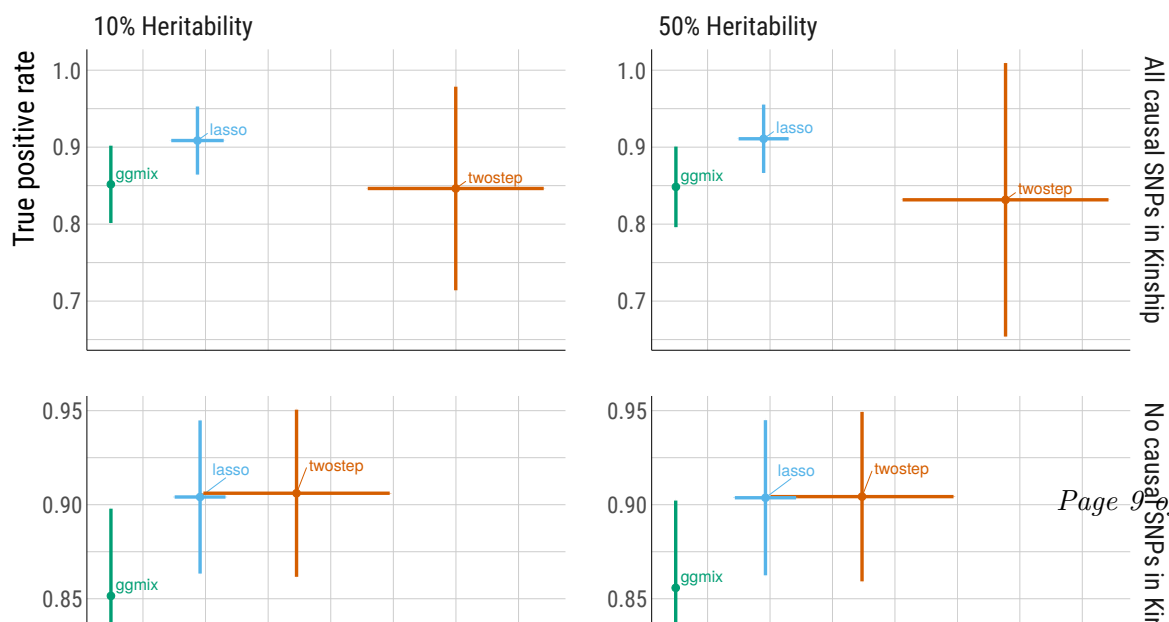 10% Heritability
50% Heritability
True positive rate
1.0
0.9
0.8
0.7
lasso
ggmix
twostep
1.0
0.9
0.8
0.7
lasso
ggmix
twostep
All causal SNPs in Kinship
0.95
0.90
0.85
lasso
twostep
ggmix
0.95
0.90
0.85
lasso
twostep
ggmix
No causal SNPs in Kin
Page 9